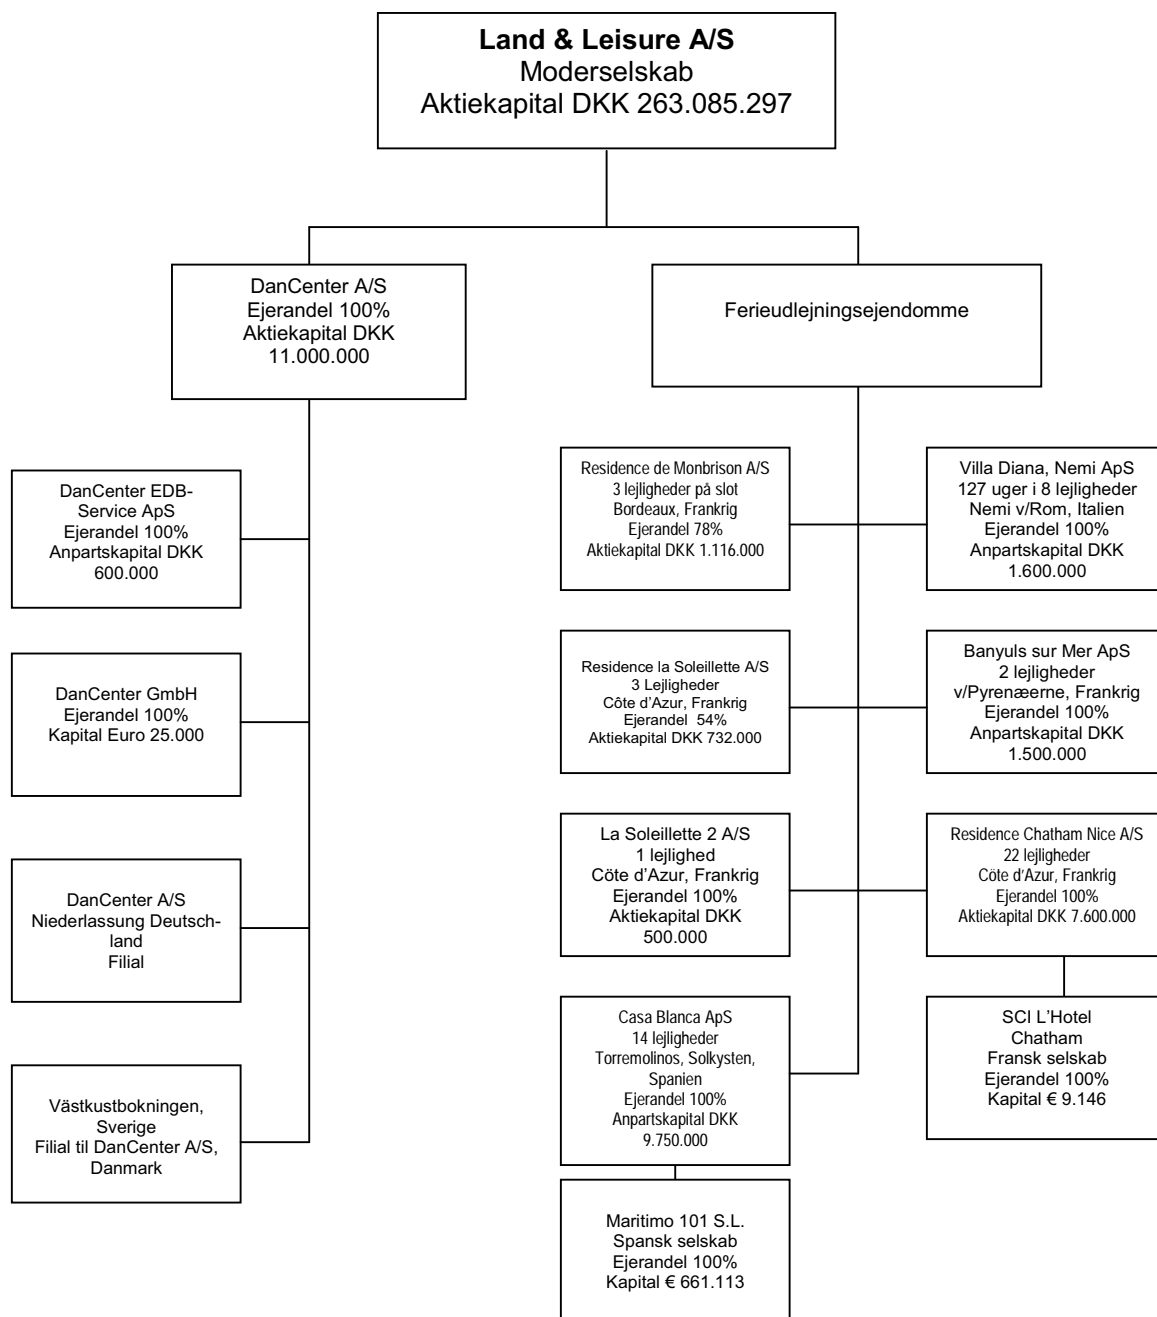 Land & Leisure A/S
Moderselskab
Aktiekapital DKK 263.085.297
DanCenter A/S
Ejerandel 100%
Aktiekapital DKK
11.000.000
Ferieudlejningsejendomme
DanCenter EDB-
Service ApS
Ejerandel 100%
Anpartskapital DKK
600.000
Residence de Monbrison A/S
3 lejligheder på slot
Bordeaux, Frankrig
Ejerandel 78%
Aktiekapital DKK 1.116.000
Villa Diana, Nemi ApS
127 uger i 8 lejligheder
Nemi v/Rom, Italien
Ejerandel 100%
Anpartskapital DKK
1.600.000
DanCenter GmbH
Ejerandel 100%
Kapital Euro 25.000
Residence la Soleillette A/S
3 Lejligheder
Côte d'Azur, Frankrig
Ejerandel 54%
Aktiekapital DKK 732.000
Banyuls sur Mer ApS
2 lejligheder
v/Pyrenæerne, Frankrig
Ejerandel 100%
Anpartskapital DKK
1.500.000
DanCenter A/S
Niederlassung Deutsch-
land
Filial
La Soleillette 2 A/S
1 lejlighed
Cöte d'Azur, Frankrig
Ejerandel 100%
Aktiekapital DKK
500.000
Residence Chatham Nice A/S
22 lejligheder
Cöte d'Azur, Frankrig
Ejerandel 100%
Aktiekapital DKK 7.600.000
Västkustbokningen,
Sverige
Filial til DanCenter A/S,
Danmark
Casa Blanca ApS
14 lejligheder
Torremolinos, Solkysten,
Spanien
Ejerandel 100%
Anpartskapital DKK
9.750.000
SCI L'Hotel
Chatham
Fransk selskab
Ejerandel 100%
Kapital € 9.146
Maritimo 101 S.L.
Spansk selskab
Ejerandel 100%
Kapital € 661.113